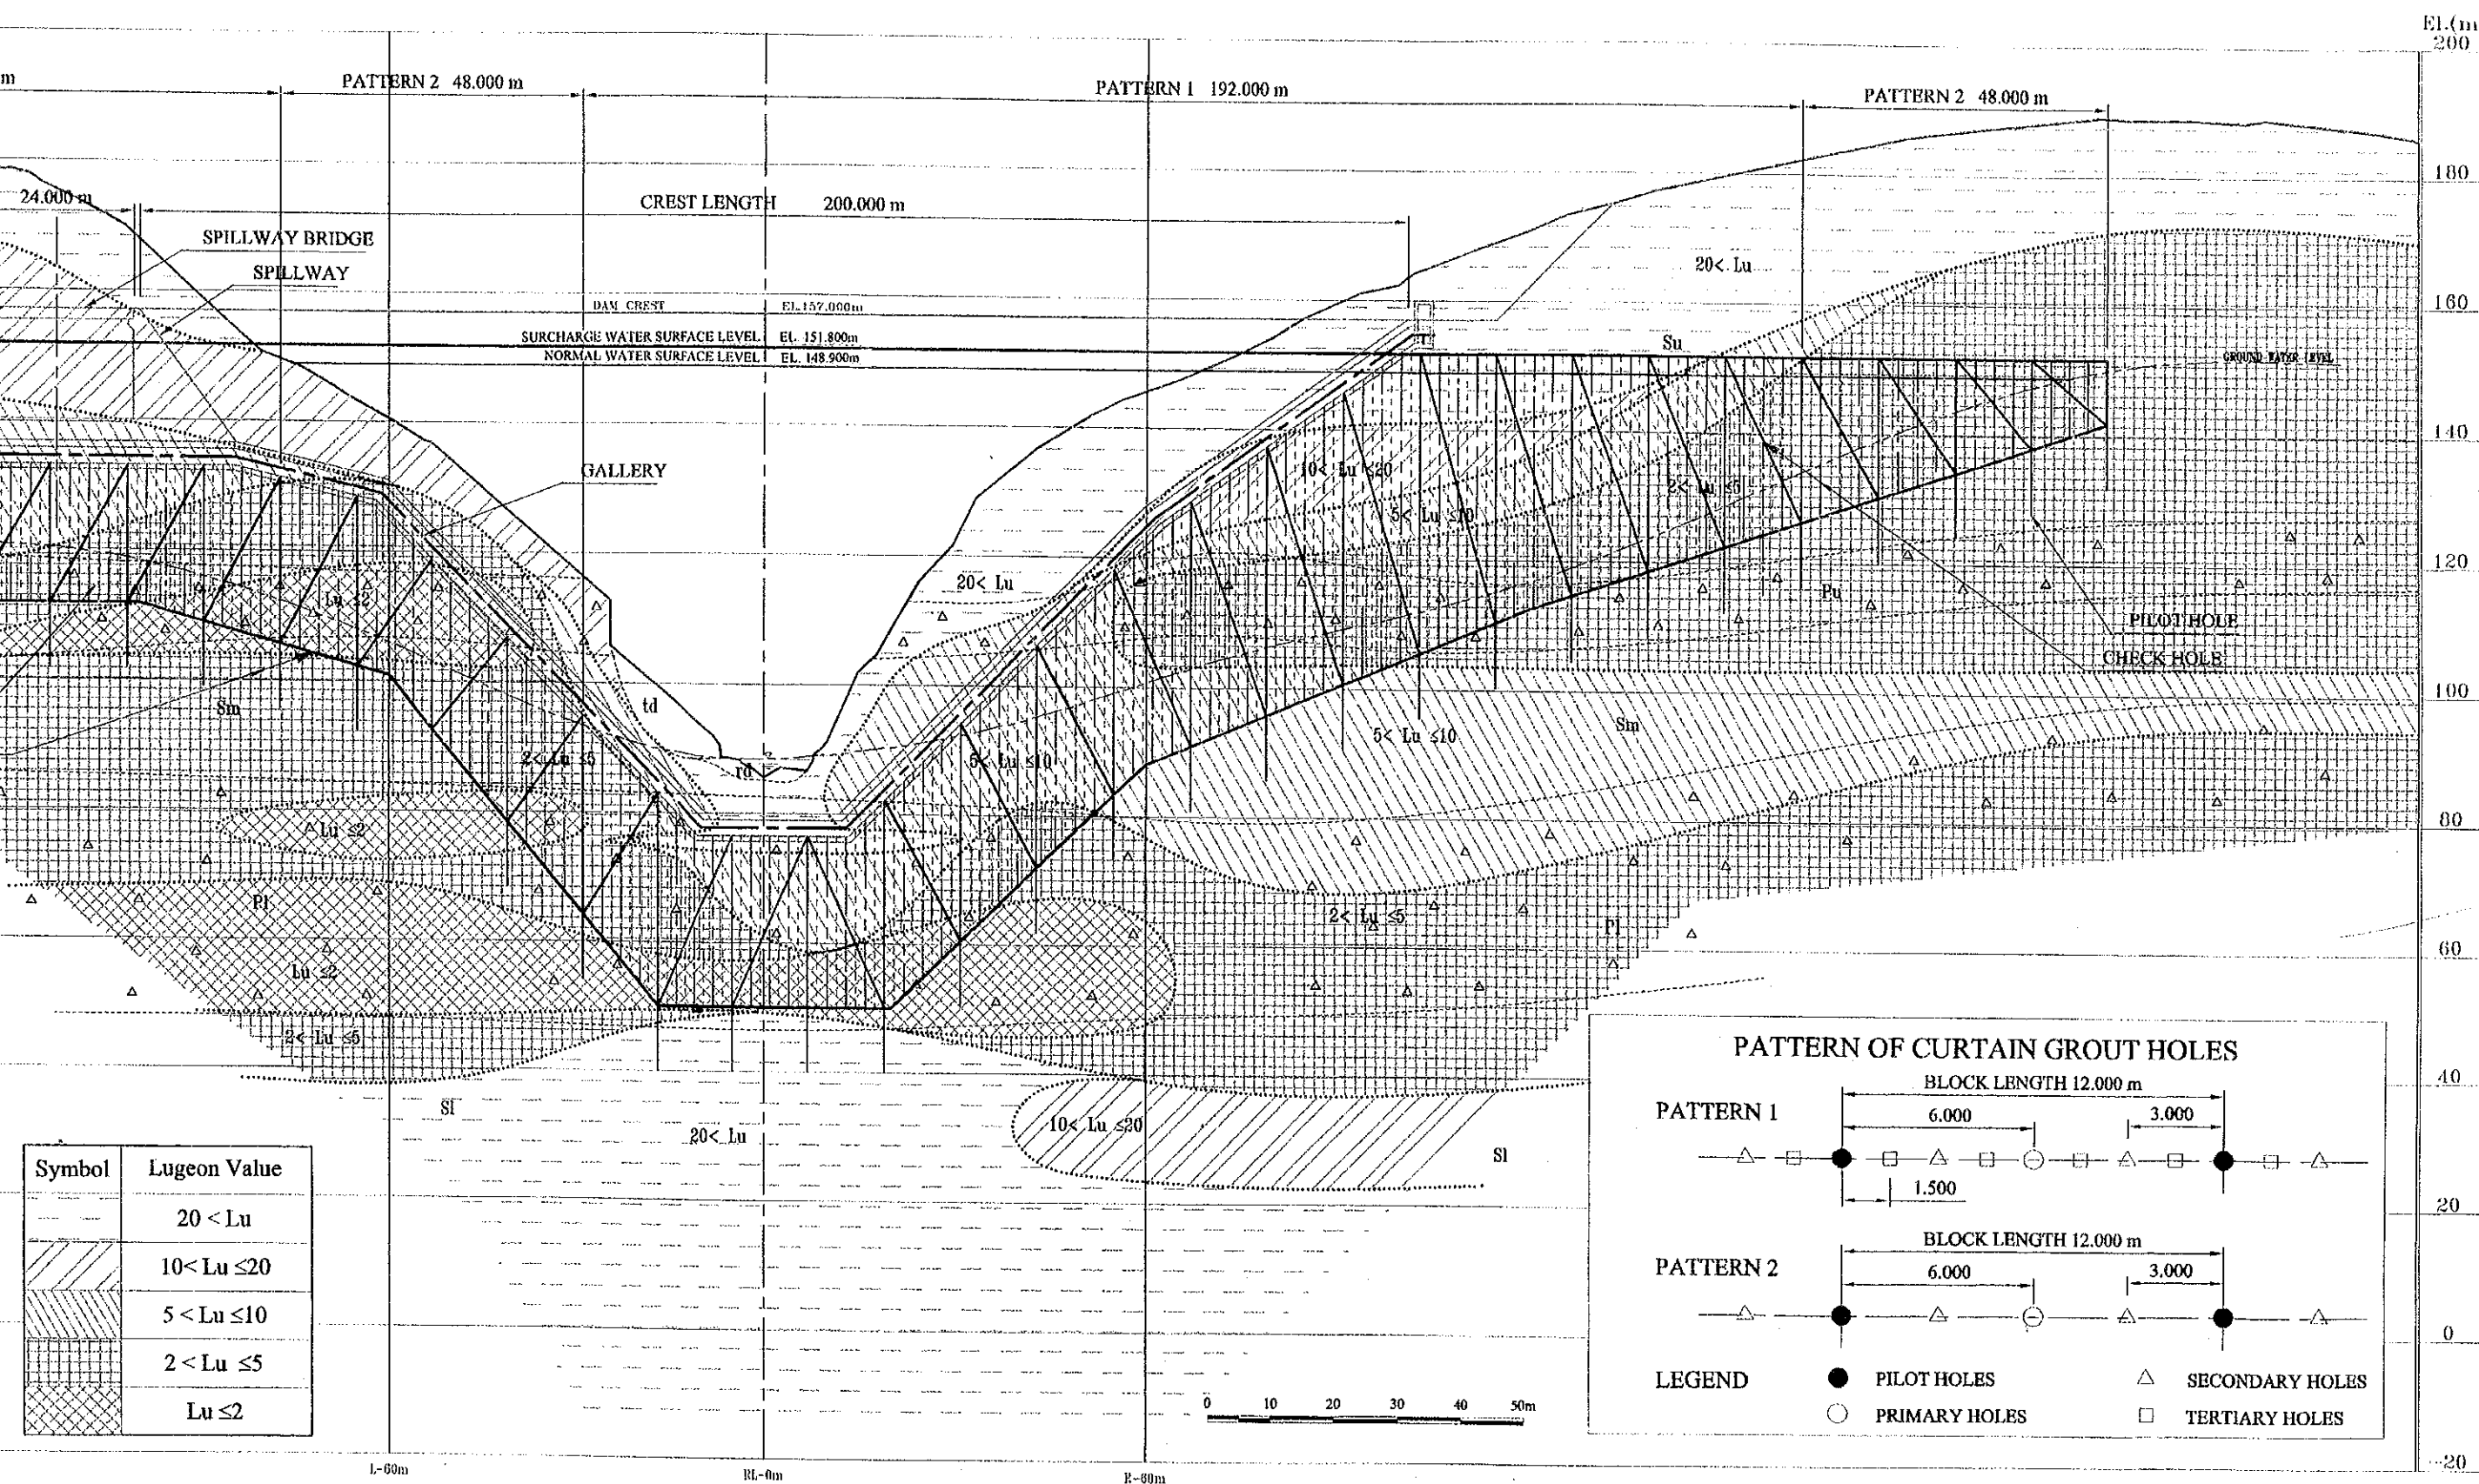 El.(m
200
m
PATTERN 2 48.000 m
PATTERN 1 192.000 m
PATTERN 2 48.000 m
180
24.000 m
CREST LENGTH 200.000 m
SPILLWAY BRIDGE
SPILLWAY
20< Lu
DAM CREST EL.157.000m
160
SURCHARGE WATER SURFACE LEVEL EL. 151.800m
NORMAL WATER SURFACE LEVEL EL. 148.900m
Su
GROUND WATER LEVEL
140
GALLERY
10< Lu ≤20
2< Lu ≤5
5< Lu ≤10
120
20< Lu
Lu ≤2
Pu
PILOT HOLE
CHECK HOLE
100
Sm
td
Sm
5< Lu ≤10
2< Lu ≤5
rd
5< Lu ≤10
80
Lu ≤2
Pl
2< Lu ≤5
Pl
60
Lu ≤2
2< Lu ≤5
40
Sl
20< Lu
10< Lu ≤20
Sl
PATTERN OF CURTAIN GROUT HOLES
BLOCK LENGTH 12.000 m
PATTERN 1
6.000
3.000
1.500
20
BLOCK LENGTH 12.000 m
PATTERN 2
6.000
3.000
0
LEGEND
PILOT HOLES
SECONDARY HOLES
PRIMARY HOLES
TERTIARY HOLES
Symbol Lugeon Value
20 < Lu
10< Lu ≤20
5 < Lu ≤10
2 < Lu ≤5
Lu ≤2
0 10 20 30 40 50m
-20
L-60m
RL-0m
R-60m